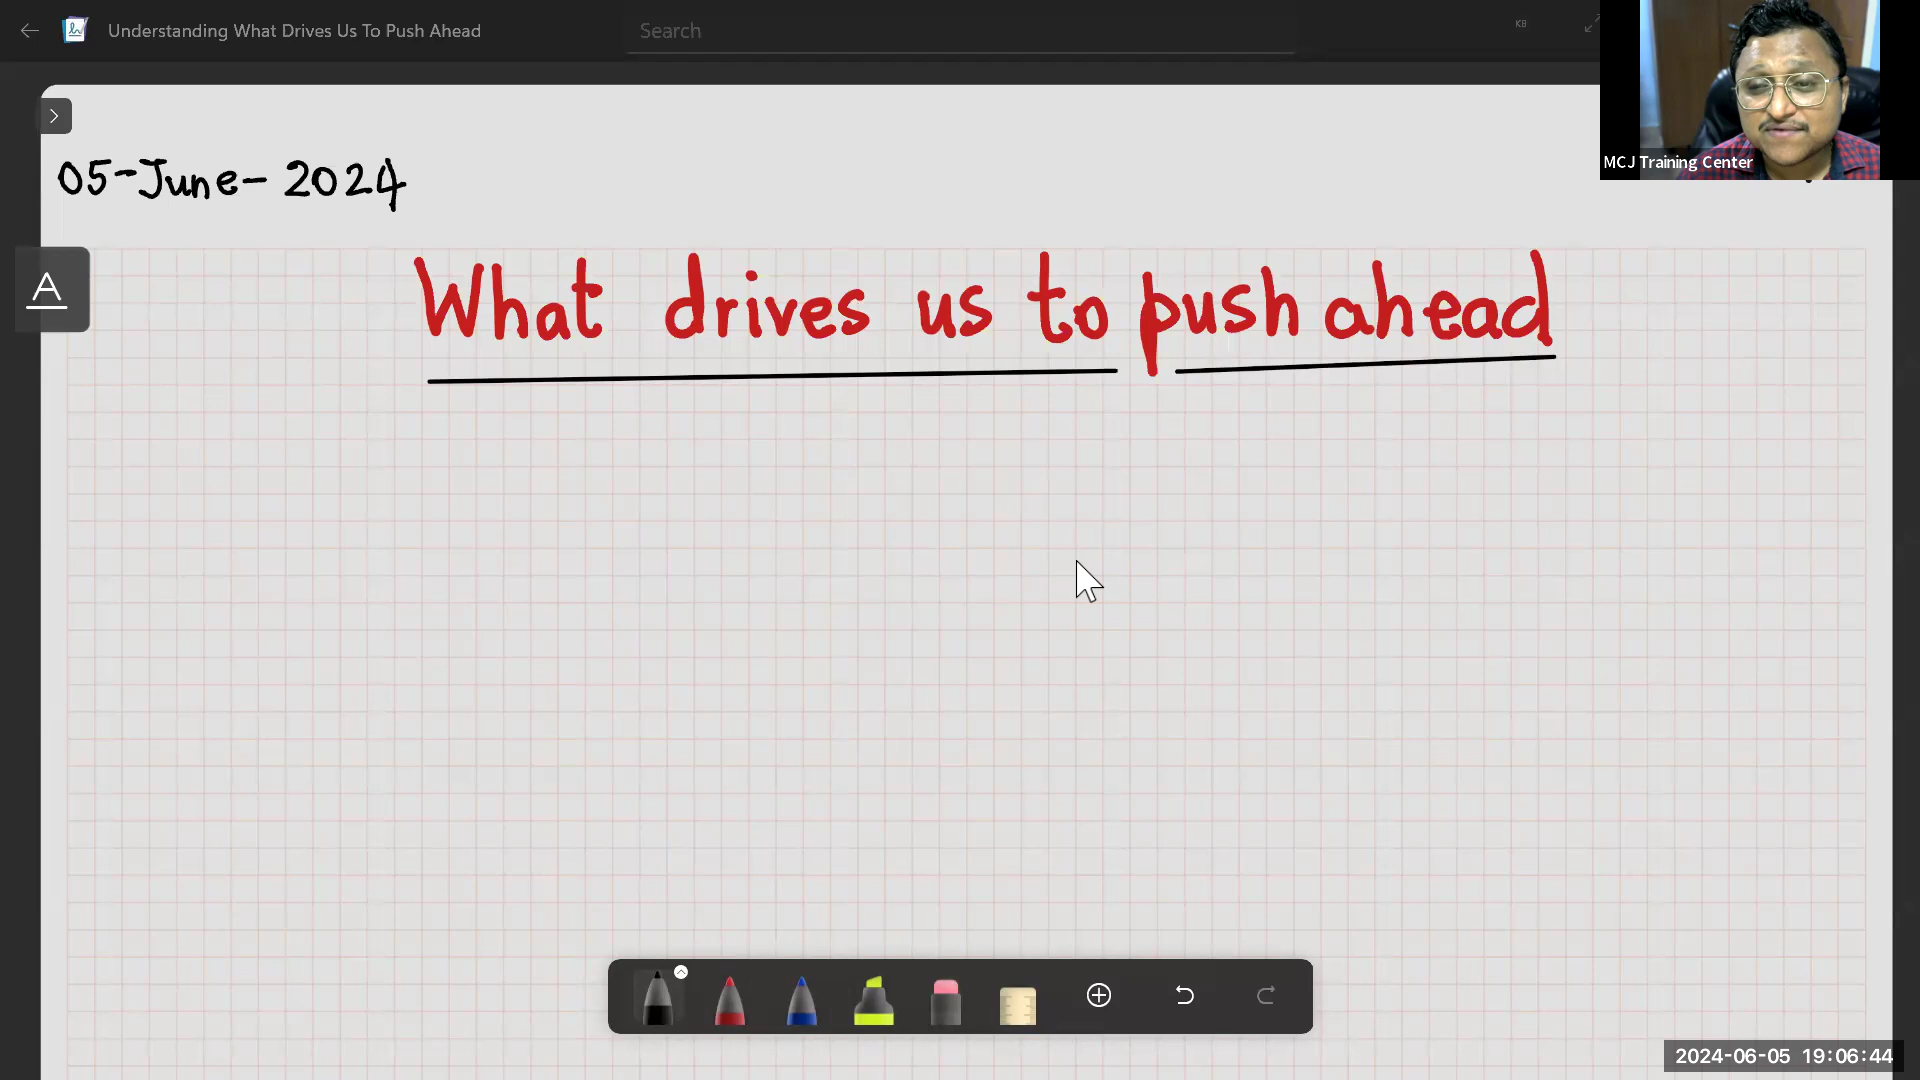 Understanding What Drives Us To Push Ahead
Search
KB
MCJ Training Center
05-June-2024
A
What drives us to push ahead
2024-06-05 19:06:44